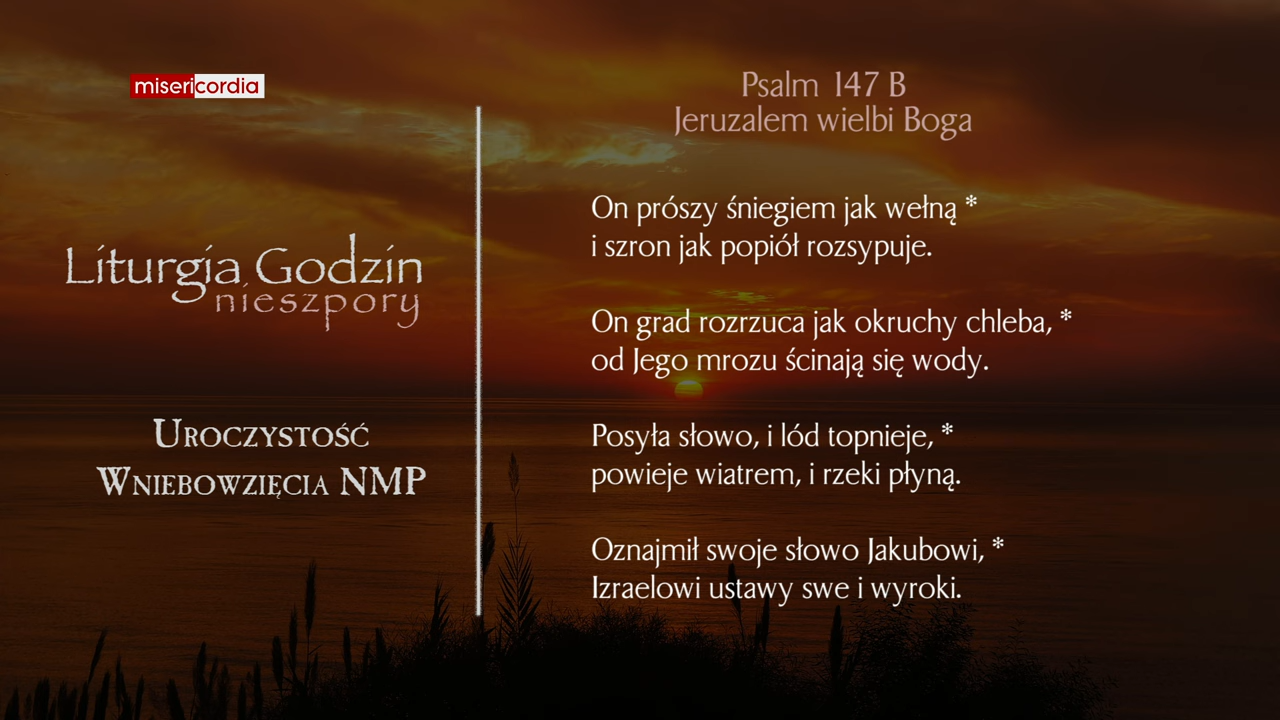 misericordia
Liturgia Godzin
nieszpory
Uroczystość
Wniebowzięcia NMP
Psalm 147 B
Jeruzalem wielbi Boga
On prószy śniegiem jak wełną *
i szron jak popiół rozsypuje.
On grad rozrzuca jak okruchy chleba, *
od Jego mrozu ścinają się wody.
Posyła słowo, i lód topnieje, *
powieje wiatrem, i rzeki płyną.
Oznajmił swoje słowo Jakubowi, *
Izraelowi ustawy swe i wyroki.